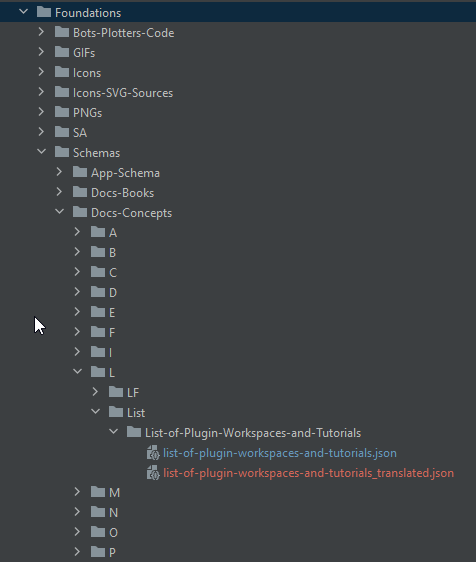 Foundations
Bots-Plotters-Code
GIFs
Icons
Icons-SVG-Sources
PNGs
SA
Schemas
App-Schema
Docs-Books
Docs-Concepts
A
B
C
D
E
F
I
L
LF
List
List-of-Plugin-Workspaces-and-Tutorials
list-of-plugin-workspaces-and-tutorials.json
list-of-plugin-workspaces-and-tutorials_translated.json
M
N
O
P